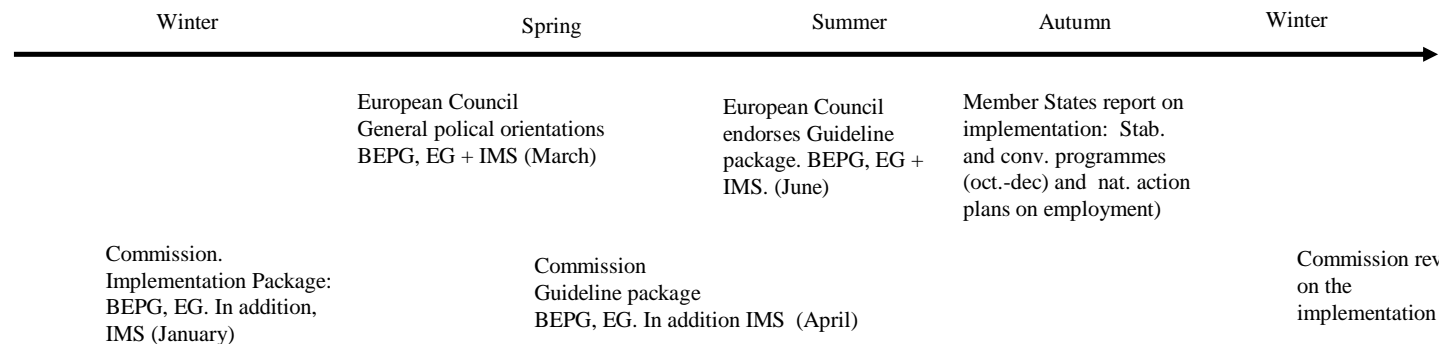 Winter
Spring
Summer
Autumn
Winter
European Council
General polical orientations
BEPG, EG + IMS (March)
European Council
endorses Guideline
package. BEPG, EG +
IMS. (June)
Member States report on
implementation: Stab.
and conv. programmes
(oct.-dec) and nat. action
plans on employment)
Commission.
Implementation Package:
BEPG, EG. In addition,
IMS (January)
Commission
Guideline package
BEPG, EG. In addition IMS (April)
Commission rev
on the
implementation